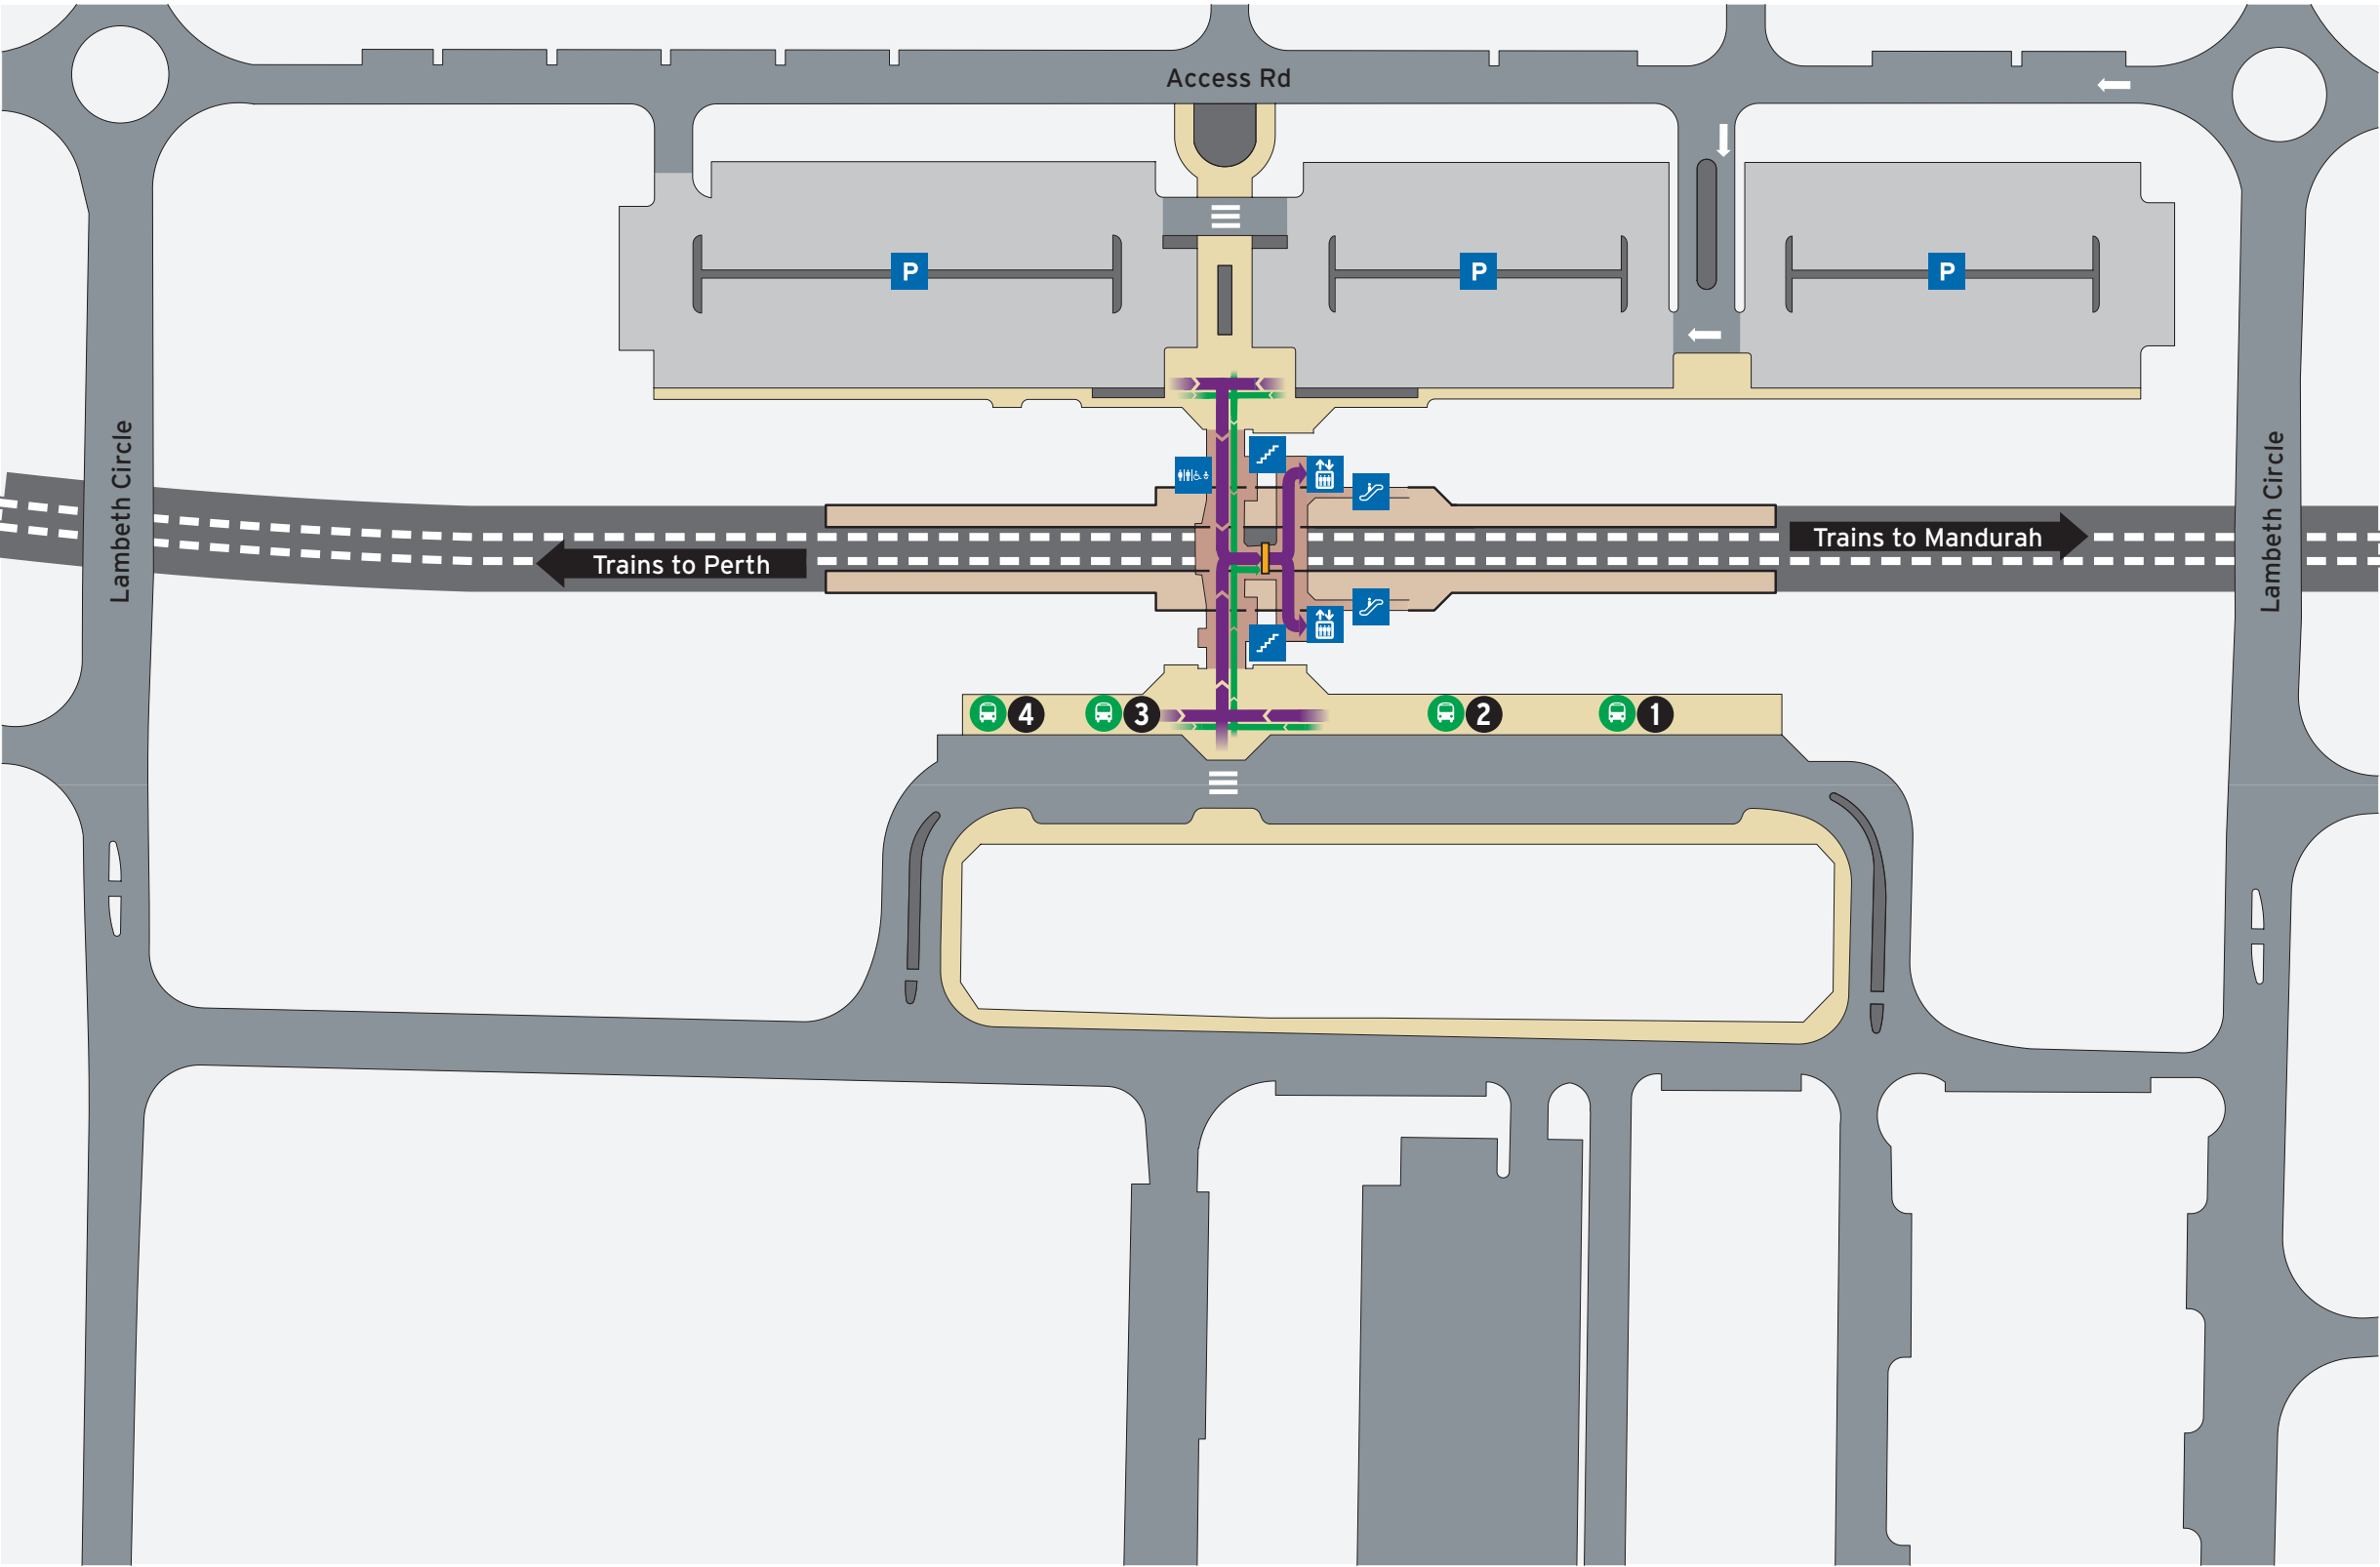 Access Rd
P
P
P
Lambeth Circle
Lambeth Circle
Trains to Mandurah
Trains to Perth
4
3
2
1